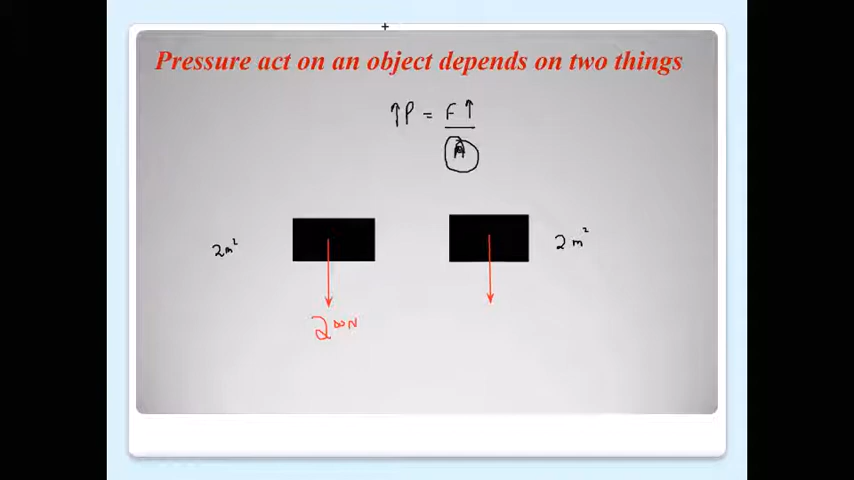 Pressure act on an object depends on two things
↑P = F↑
A
2m² 2 m²
200N